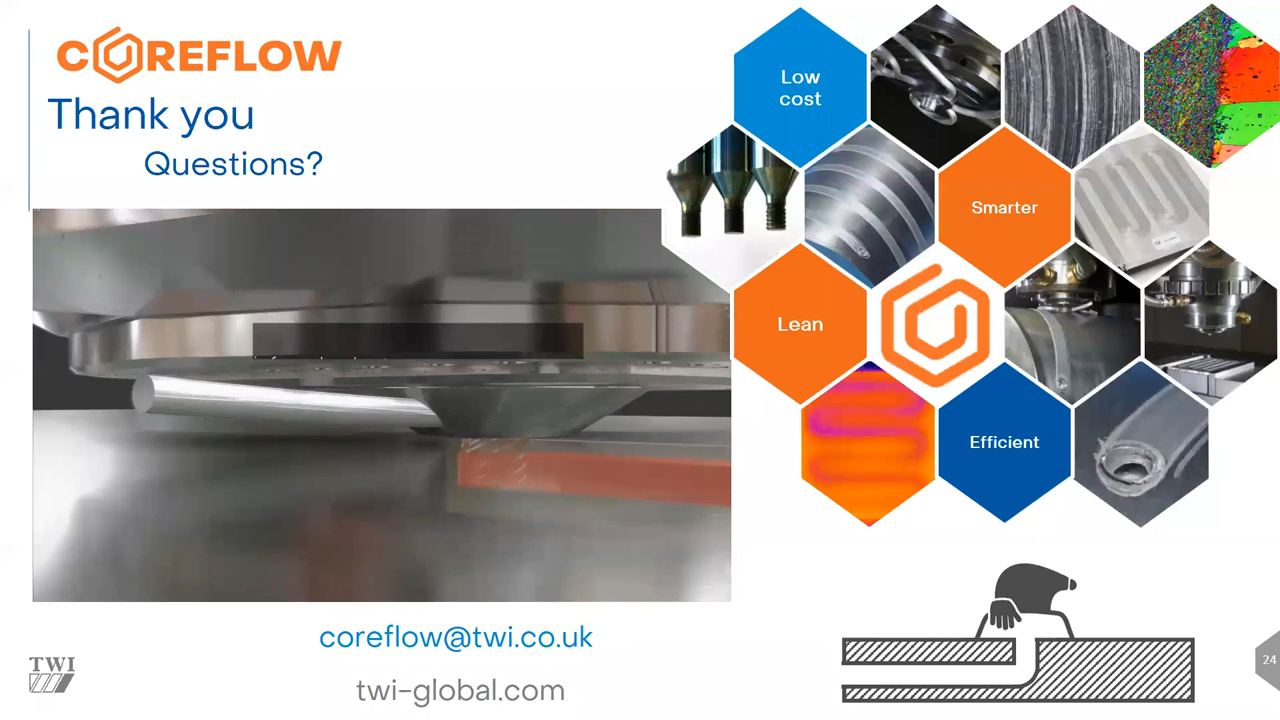 COREFLOW
Thank you
Questions?
Low
cost
Smarter
Lean
Efficient
coreflow@twi.co.uk
twi-global.com
TWI
24